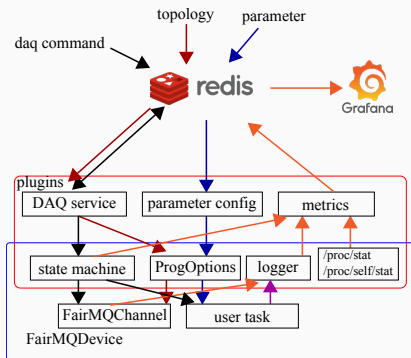 topology
parameter
daq command
redis
Grafana
plugins
DAQ service
parameter config
metrics
state machine
ProgOptions
logger
/proc/stat
/proc/self/stat
FairMQChannel
user task
FairMQDevice